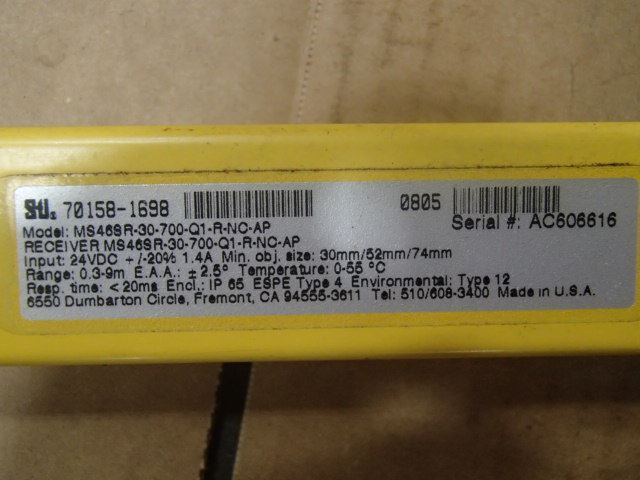 STI. 70158-1698 0805
Model: MS46SR-30-700-Q1-R-NC-AP Serial #: AC606616
RECEIVER MS46SR-30-700-Q1-R-NC-AP
Input: 24VDC +/-20% 1.4A Min. obj. size: 30mm/52mm/74mm
Range: 0.3-9m E.A.A.: ±2.5° Temperature: 0-55 °C
Resp. time: <20ms Encl.: IP 65 ESPE Type 4 Environmental: Type 12
6550 Dumbarton Circle, Fremont, CA 94555-3611 Tel: 510/608-3400 Made in U.S.A.